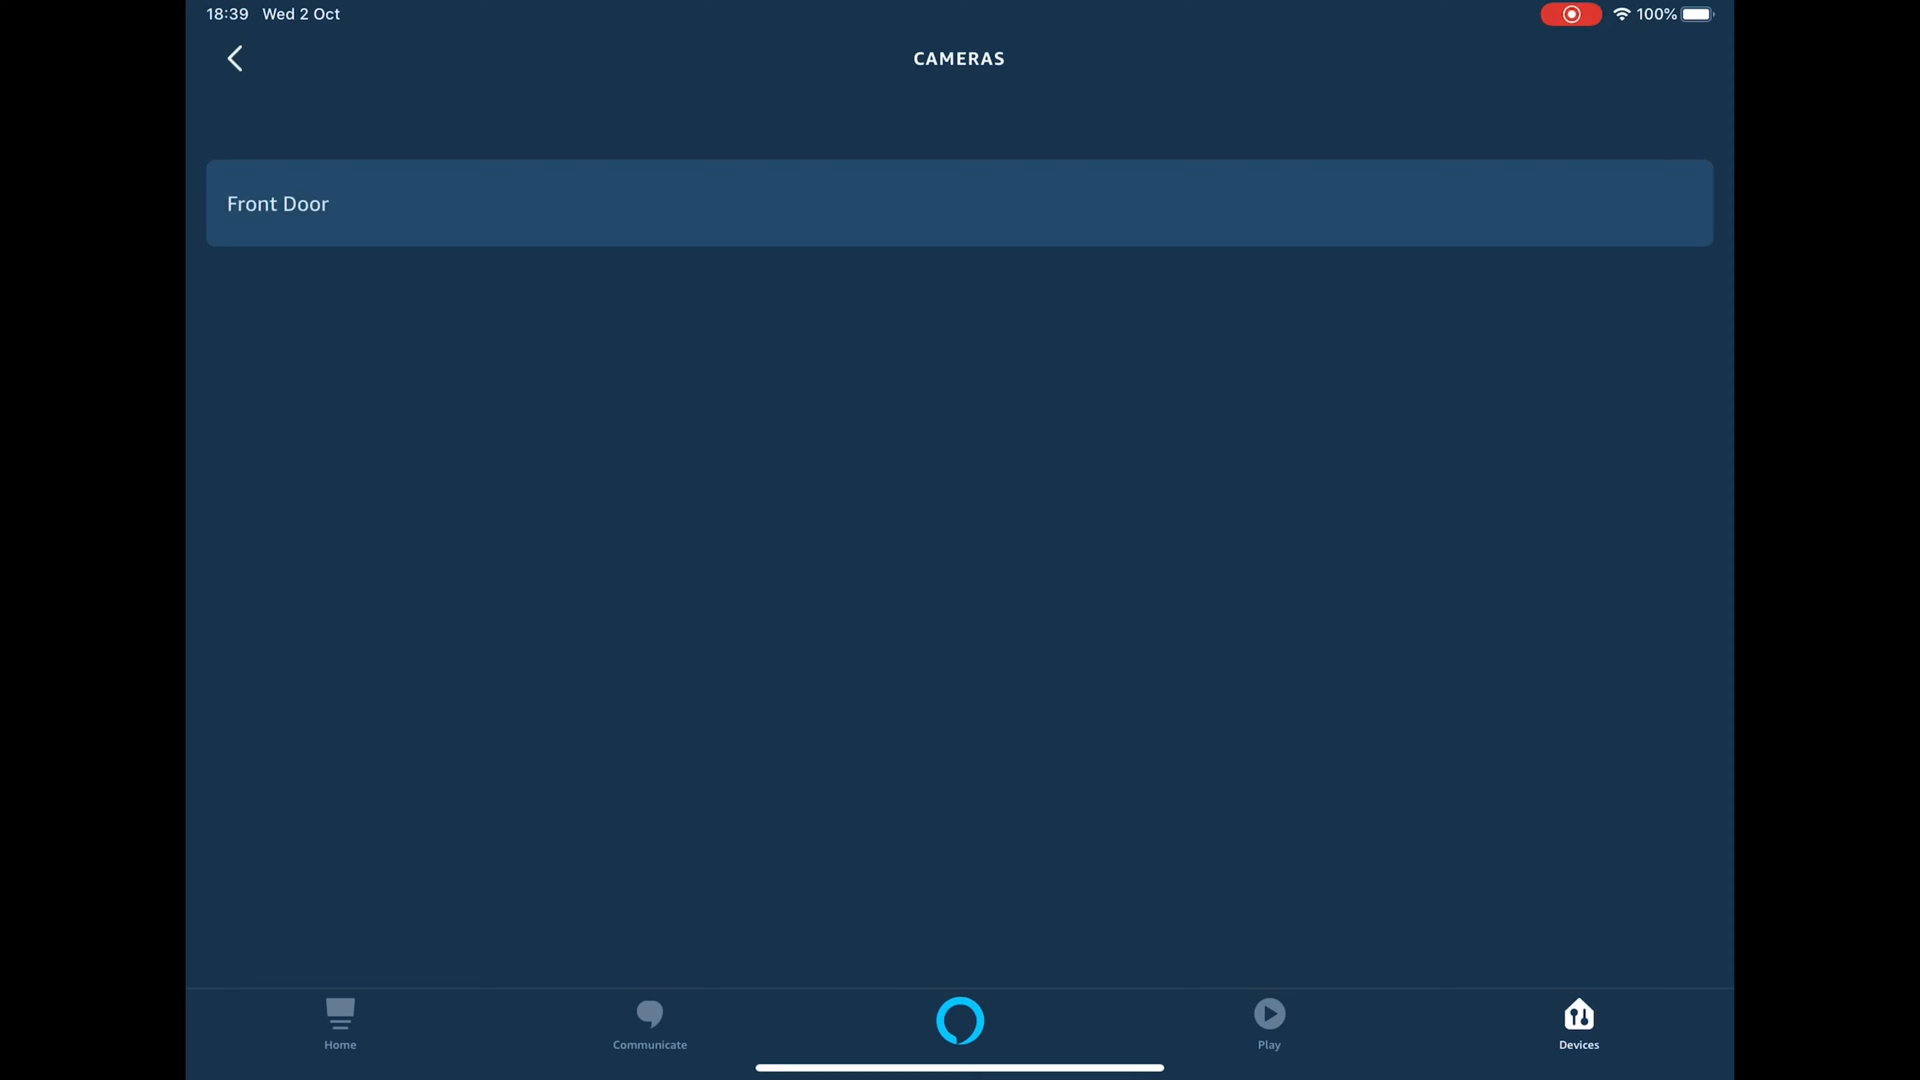 18:39 Wed 2 Oct 100%
CAMERAS
Front Door
Home Communicate Play Devices